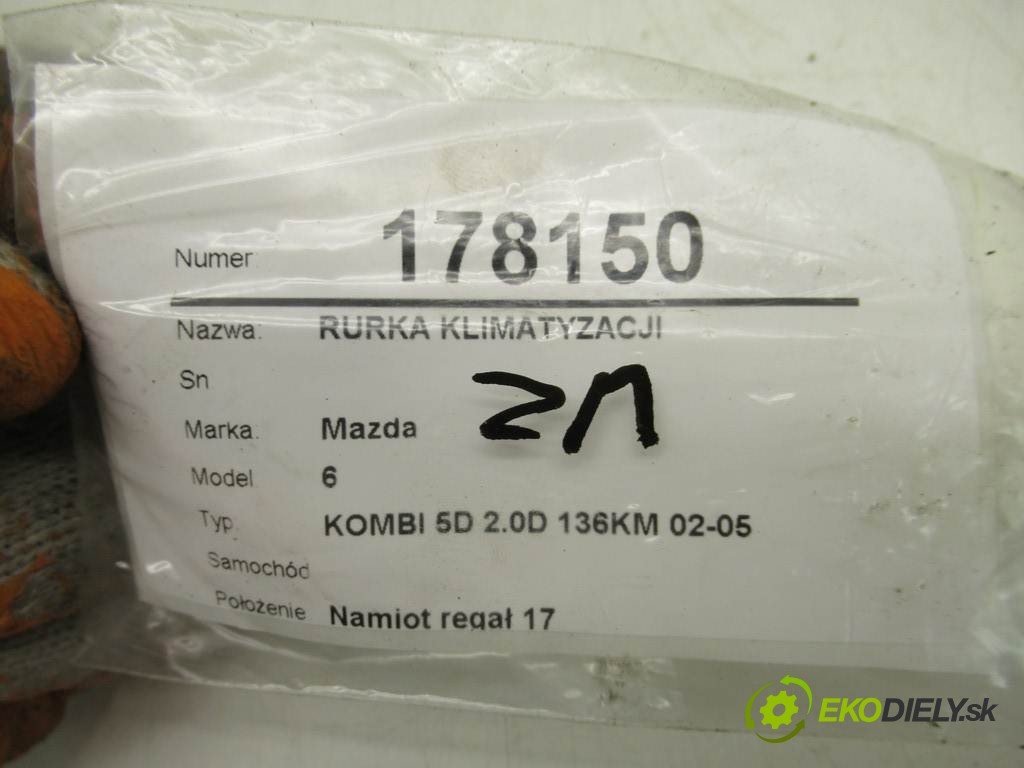 Numer 178150
Nazwa: RURKA KLIMATYZACJI
Sn
zn
Marka: Mazda
Model 6
Typ KOMBI 5D 2.0D 136KM 02-05
Samochód
Położenie Namiot regał 17
EKODIELY.sk